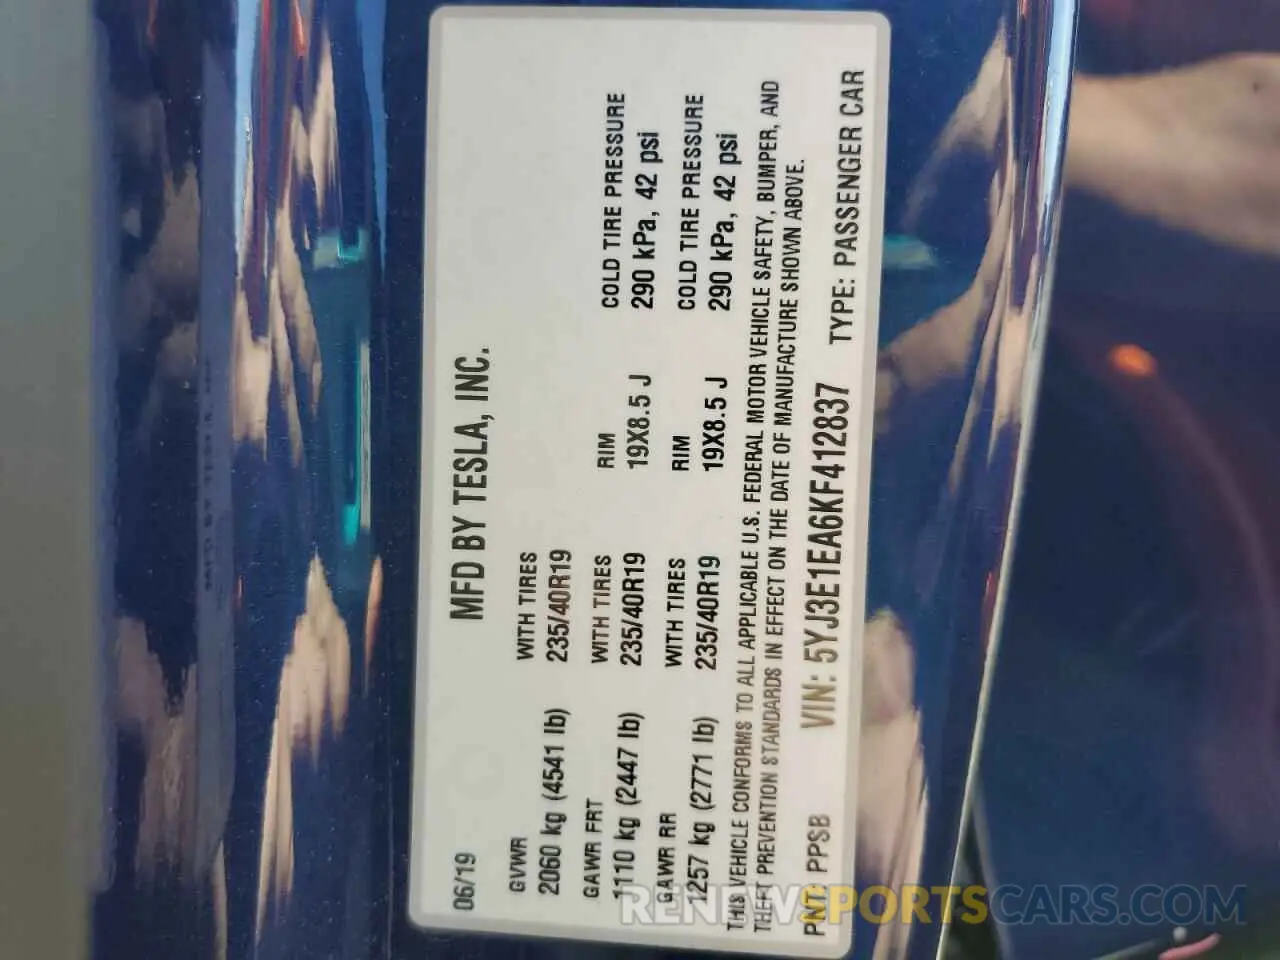 06/19 MFD BY TESLA, INC.
GVWR WITH TIRES
2060 kg (4541 lb) 235/40R19
GAWR FRT WITH TIRES RIM COLD TIRE PRESSURE
1110 kg (2447 lb) 235/40R19 19X8.5 J 290 kPa, 42 psi
GAWR RR WITH TIRES RIM COLD TIRE PRESSURE
1257 kg (2771 lb) 235/40R19 19X8.5 J 290 kPa, 42 psi
THIS VEHICLE CONFORMS TO ALL APPLICABLE U.S. FEDERAL MOTOR VEHICLE SAFETY, BUMPER, AND
THEFT PREVENTION STANDARDS IN EFFECT ON THE DATE OF MANUFACTURE SHOWN ABOVE.
PNT: PPSB VIN: 5YJ3E1EA6KF412837 TYPE: PASSENGER CAR
RENEWSPORTSCARS.COM